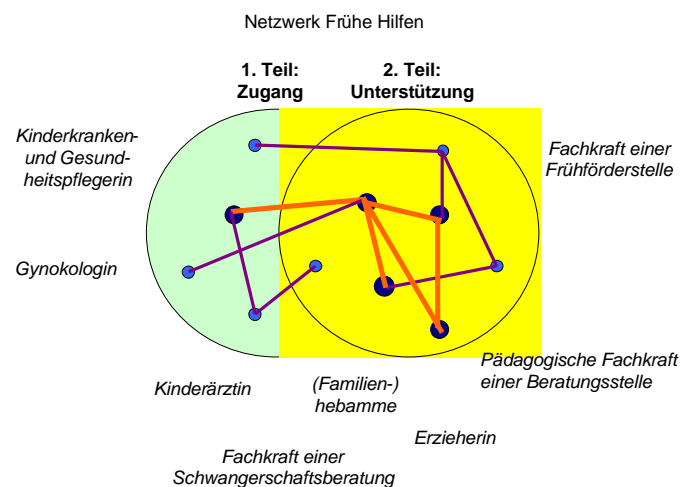 Netzwerk Frühe Hilfen
1. Teil:
Zugang
2. Teil:
Unterstützung
Kinderkranken-
und Gesund-
heitspflegerin
Fachkraft einer
Frühförderstelle
Gynokologin
Pädagogische Fachkraft
einer Beratungsstelle
Kinderärztin
(Familien-)
hebamme
Erzieherin
Fachkraft einer
Schwangerschaftsberatung